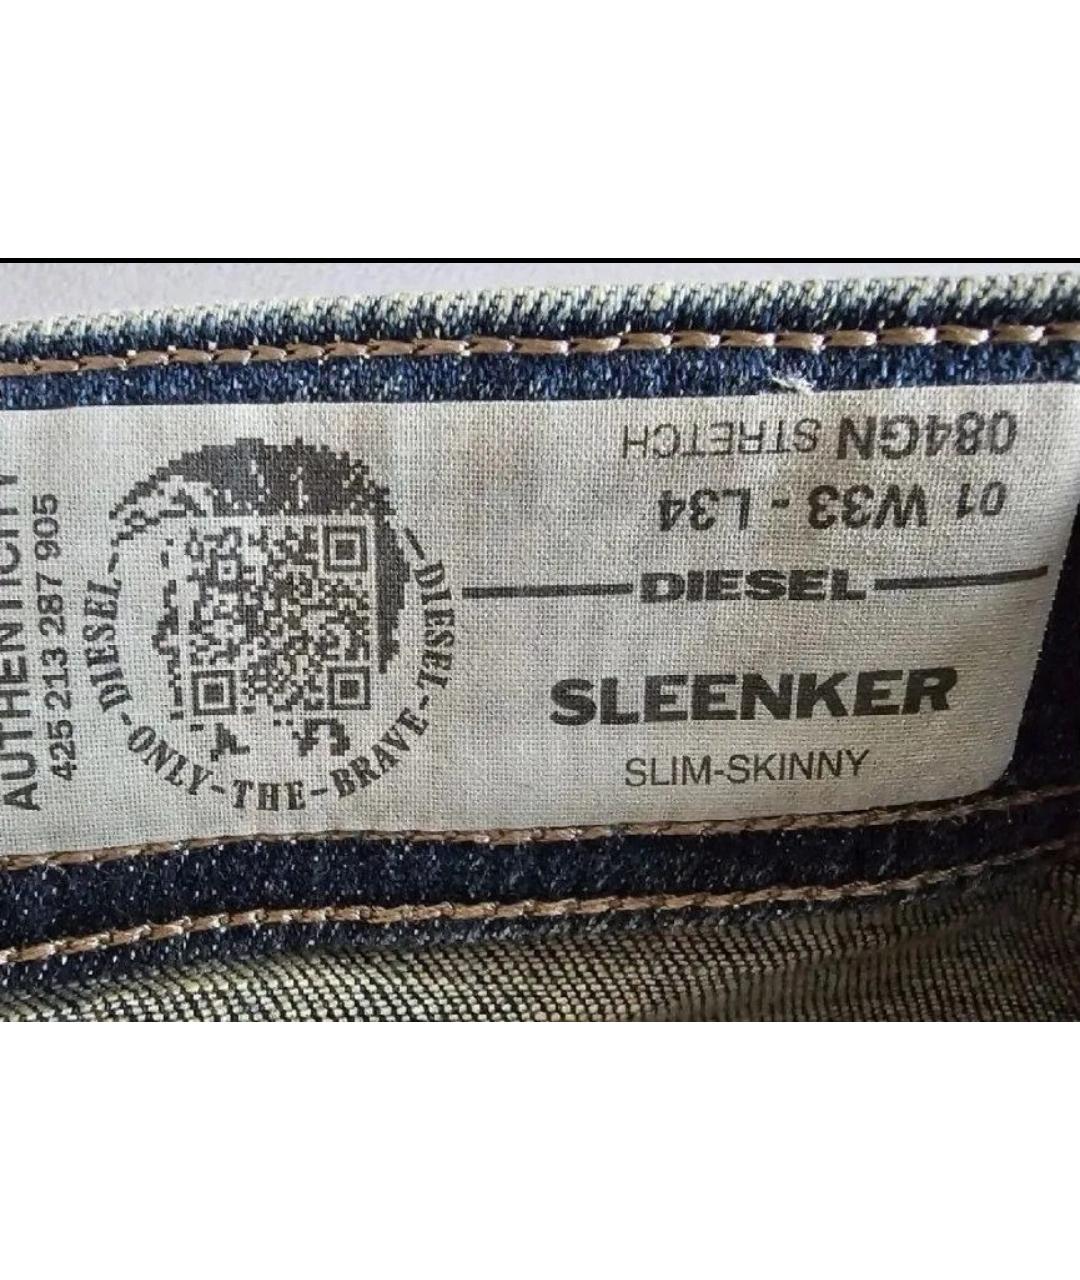 AUTHENTICITY
425 213 287 905
DIESEL-ONLY-THE-BRAVE-DIESEL
084GN STRETCH
01 W33 - L34
DIESEL
SLEENKER
SLIM-SKINNY